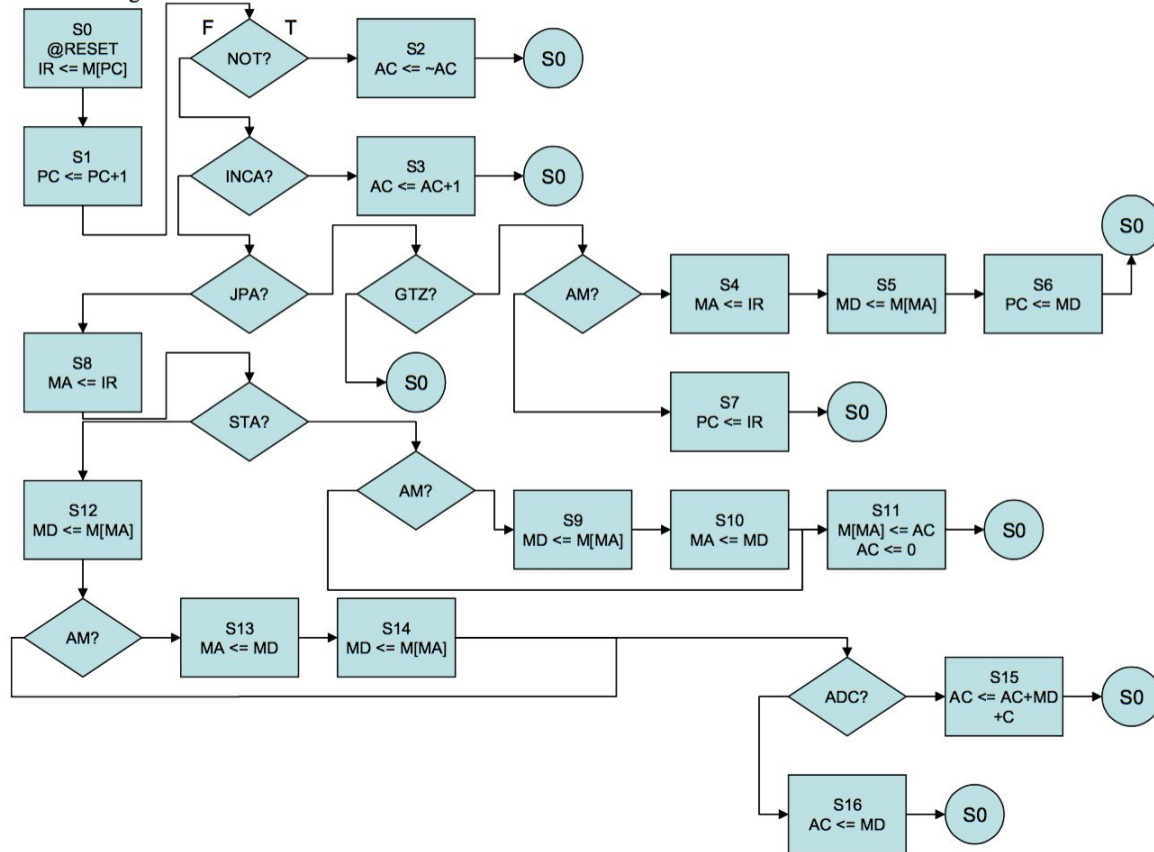 S0
@RESET
IR <= M[PC]
F
T
NOT?
S2
AC <= ~AC
S0
S1
PC <= PC+1
INCA?
S3
AC <= AC+1
S0
JPA?
GTZ?
AM?
S4
MA <= IR
S5
MD <= M[MA]
S6
PC <= MD
S0
S8
MA <= IR
S0
S7
PC <= IR
S0
STA?
AM?
S12
MD <= M[MA]
S9
MD <= M[MA]
S10
MA <= MD
S11
M[MA] <= AC
AC <= 0
S0
AM?
S13
MA <= MD
S14
MD <= M[MA]
ADC?
S15
AC <= AC+MD
+C
S0
S16
AC <= MD
S0